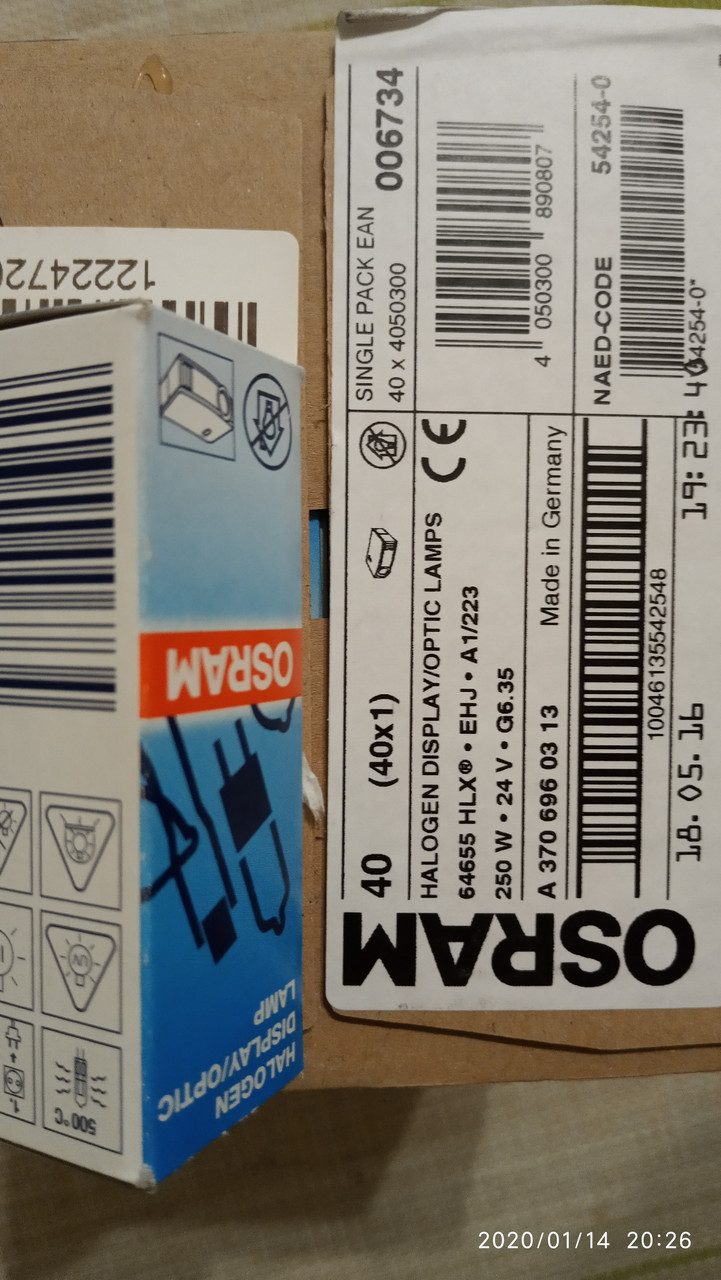 OSRAM
40 (40x1)
HALOGEN DISPLAY/OPTIC LAMPS
64655 HLX® • EHJ • A1/223
250 W • 24 V • G6.35
A 370 696 03 13 Made in Germany
10046135542548
18.05.16 19:23:40
SINGLE PACK EAN
40 x 4050300 006734
4 050300 890807
NAED-CODE 54254-0
CE
OSRAM
HALOGEN
DISPLAY/OPTIC
LAMP
500°C
2020/01/14 20:26